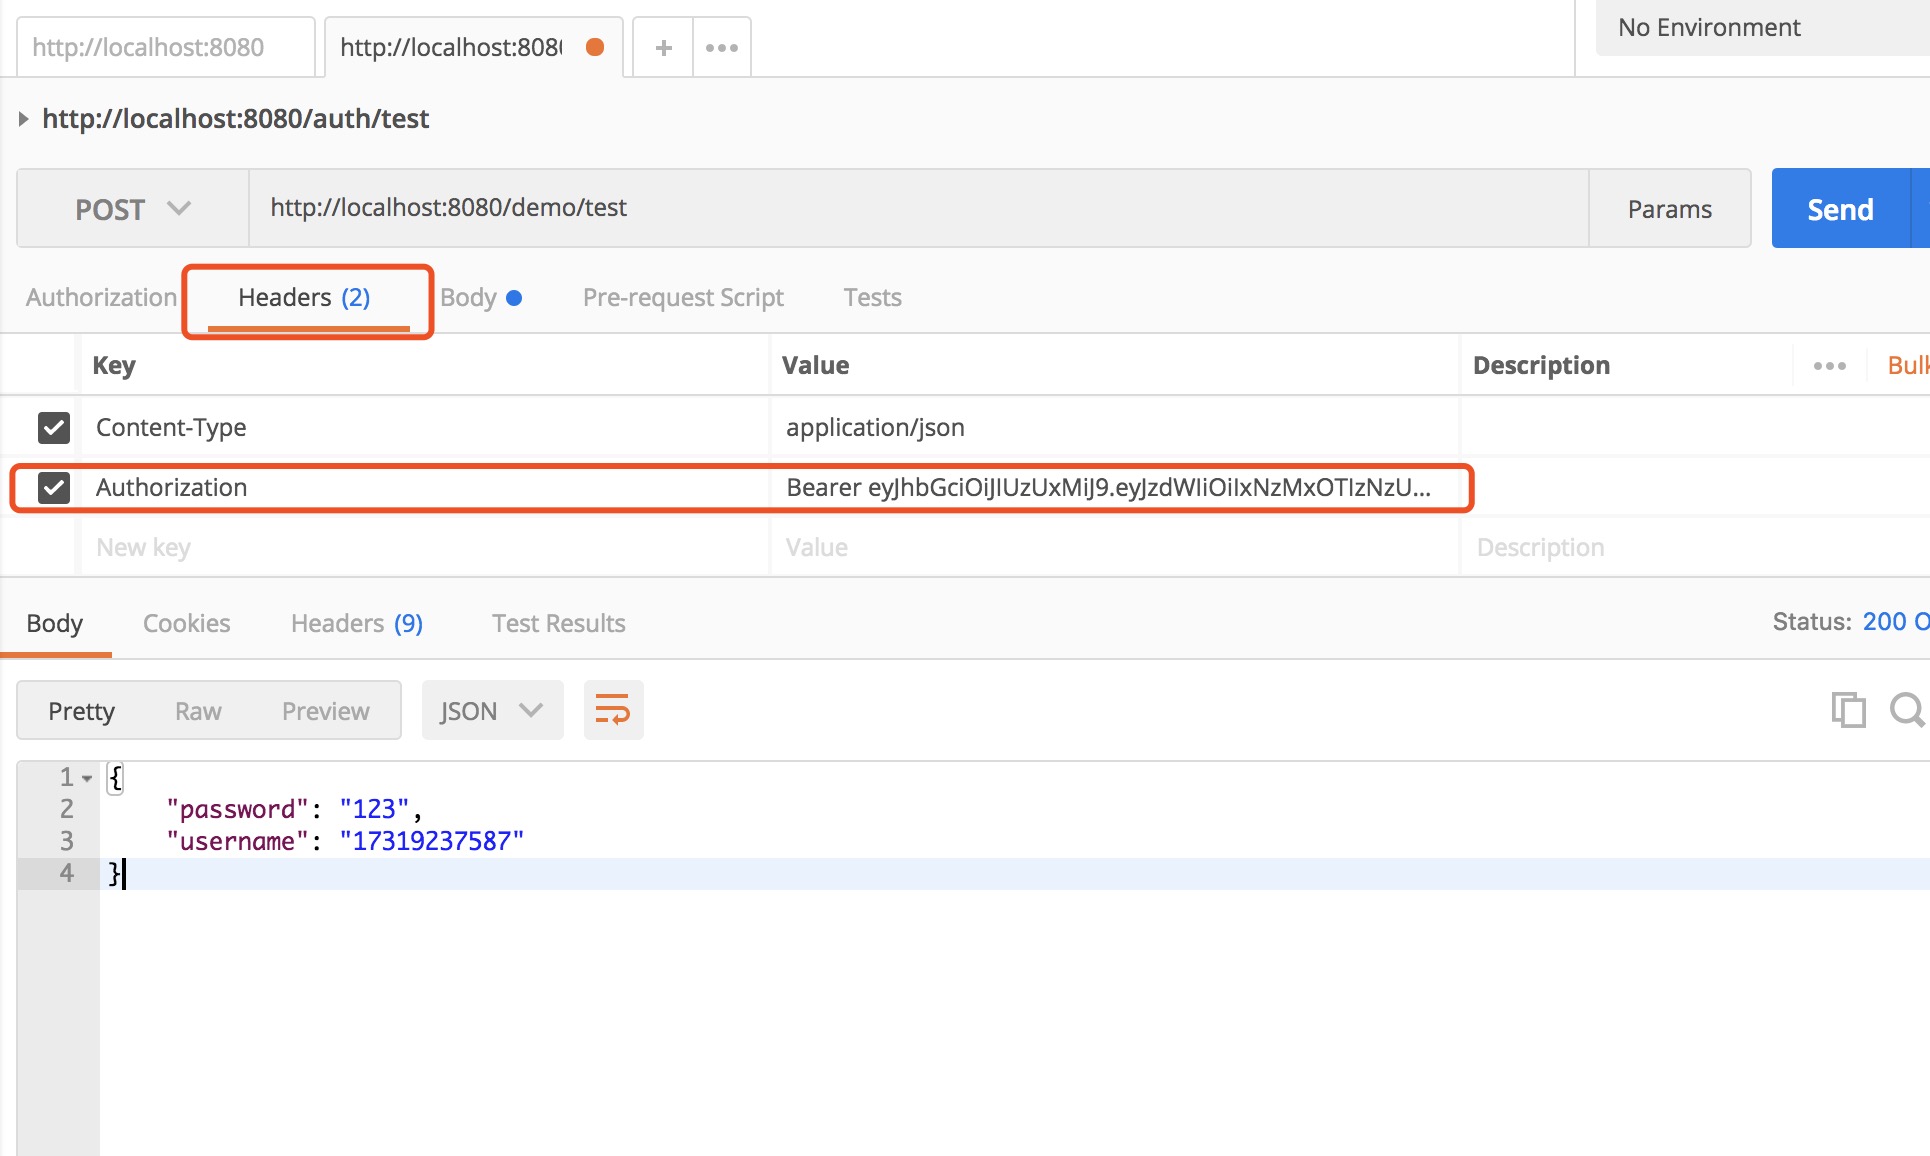 http://localhost:8080 http://localhost:808 + ••• No Environment
http://localhost:8080/auth/test
POST http://localhost:8080/demo/test Params Send
Authorization Headers (2) Body Pre-request Script Tests
Key Value Description ••• Bulk
Content-Type application/json
Authorization Bearer eyJhbGciOiJIUzUxMiJ9.eyJzdWIiOiIxNzMxOTIzNzU...
New key Value Description
Body Cookies Headers (9) Test Results Status: 200 O
Pretty Raw Preview JSON
1 {
2 "password": "123",
3 "username": "17319237587"
4 }